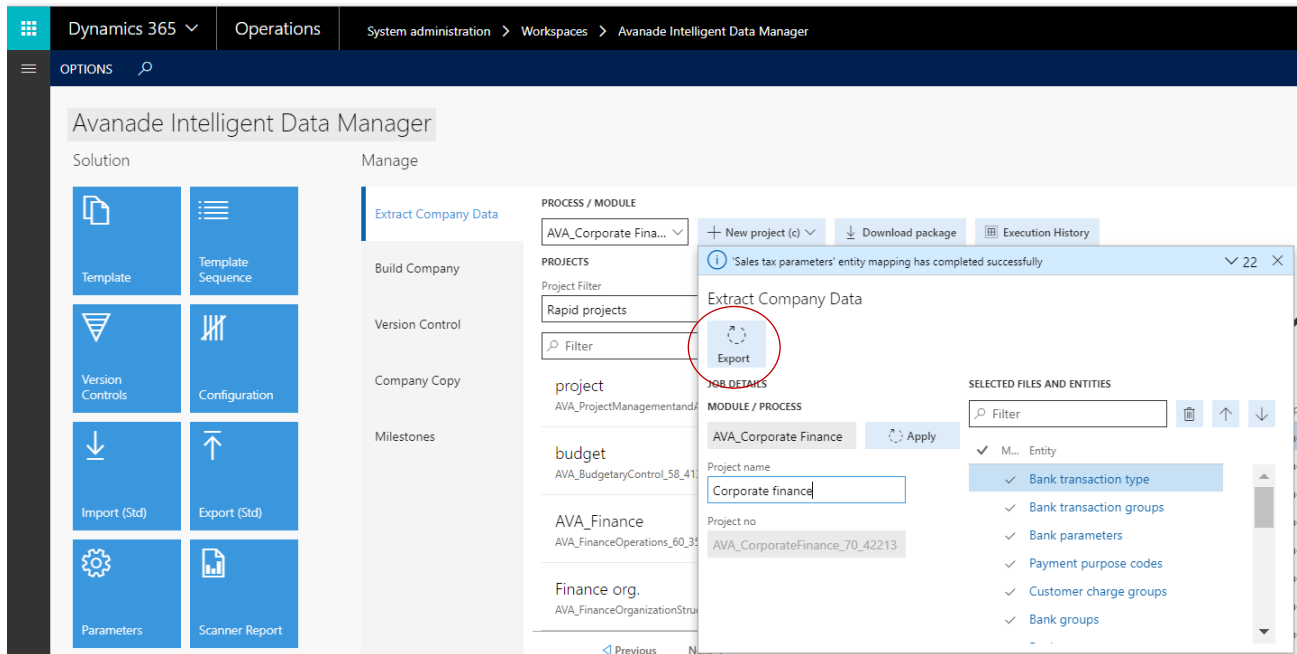 Dynamics 365
Operations
System administration > Workspaces > Avanade Intelligent Data Manager
OPTIONS
Avanade Intelligent Data Manager
Solution
Manage
Template
Template Sequence
Version Controls
Configuration
Import (Std)
Export (Std)
Parameters
Scanner Report
Extract Company Data
Build Company
Version Control
Company Copy
Milestones
PROCESS / MODULE
AVA_Corporate Fina...
New project (c)
Download package
Execution History
PROJECTS
Project Filter
Rapid projects
Filter
project
AVA_ProjectManagementand
budget
AVA_BudgetaryControl_58_41
AVA_Finance
AVA_FinanceOperations_60_35
Finance org.
AVA_FinanceOrganizationStru
Previous
'Sales tax parameters' entity mapping has completed successfully
22
Extract Company Data
Export
JOB DETAILS
MODULE / PROCESS
AVA_Corporate Finance
Apply
Project name
Corporate finance
Project no
AVA_CorporateFinance_70_42213
SELECTED FILES AND ENTITIES
Filter
M... Entity
Bank transaction type
Bank transaction groups
Bank parameters
Payment purpose codes
Customer charge groups
Bank groups